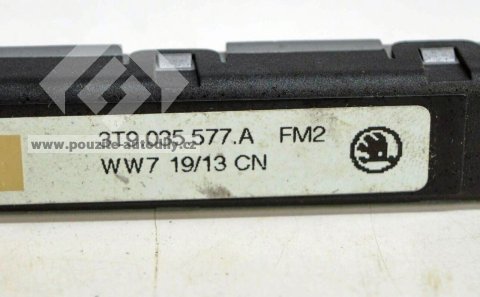 3T9.035.577.A FM2
www.pouzite-autodily.cz
WW7 19/13 CN